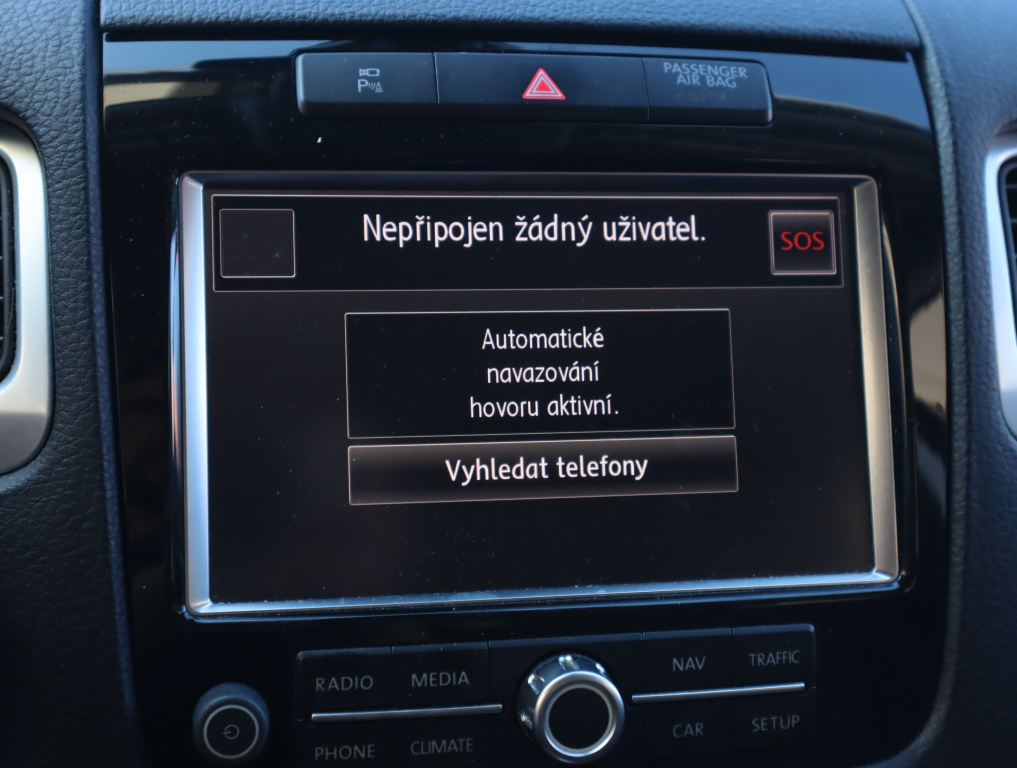 P
PASSENGER
AIR BAG
Nepřipojen žádný uživatel.
SOS
Automatické
navazování
hovoru aktivní.
Vyhledat telefony
RADIO
MEDIA
NAV
TRAFFIC
PHONE
CLIMATE
CAR
SETUP